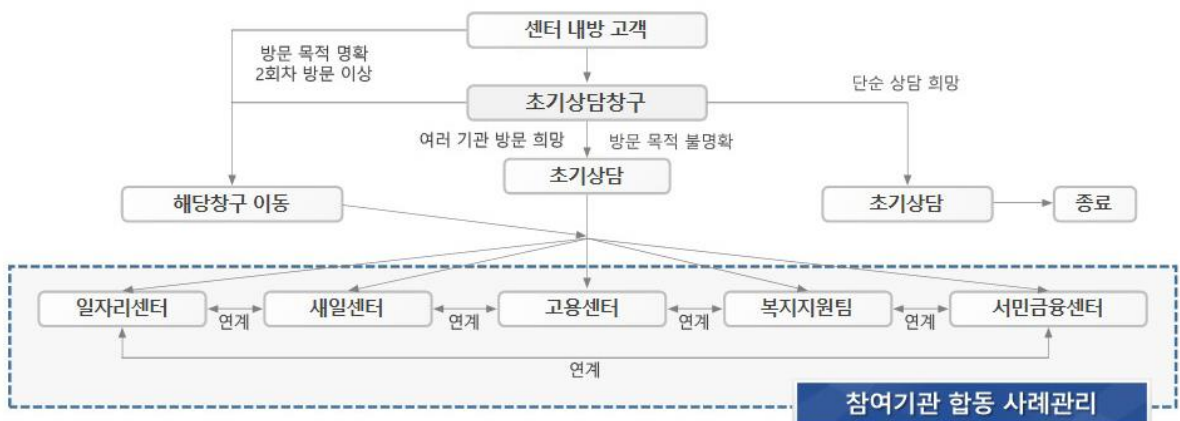 센터 내방 고객
방문 목적 명확
2회차 방문 이상
단순 상담 희망
초기상담창구
여러 기관 방문 희망
방문 목적 불명확
초기상담
해당창구 이동
초기상담
종료
일자리센터
연계
새일센터
연계
고용센터
연계
복지지원팀
연계
서민금융센터
연계
참여기관 합동 사례관리